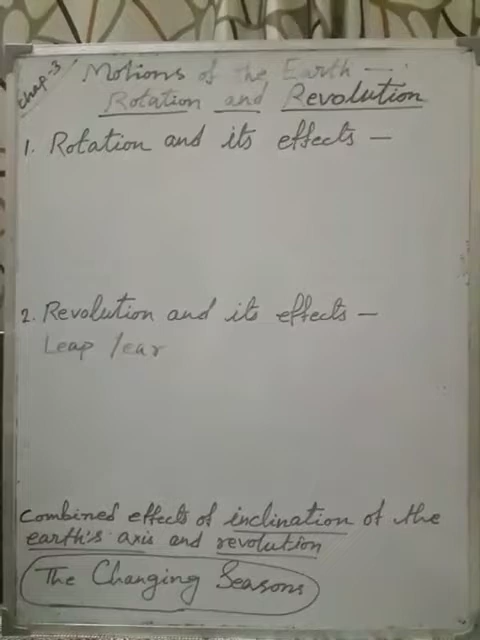 Chap-3
Motions of the Earth —
Rotation and Revolution
1. Rotation and its effects —
2. Revolution and its effects —
Leap Year
Combined effects of inclination of the
earth's axis and revolution
The Changing Seasons